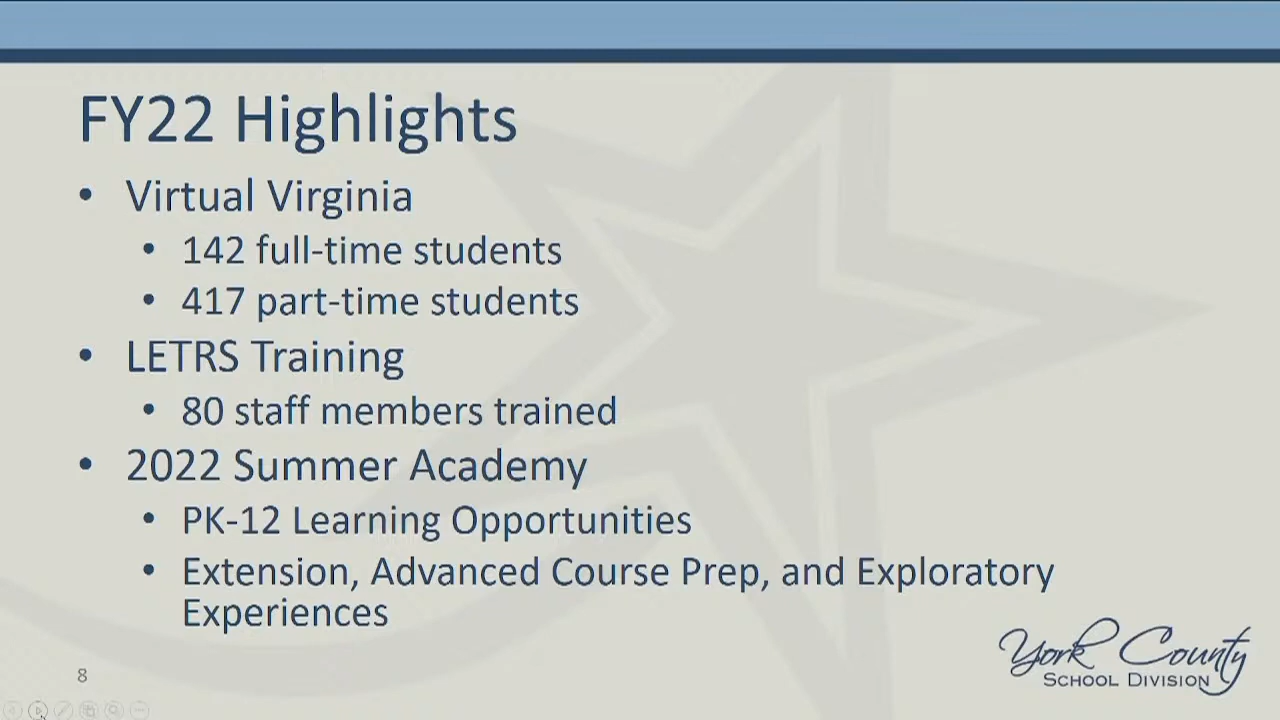 FY22 Highlights
• Virtual Virginia
• 142 full-time students
• 417 part-time students
• LETRS Training
• 80 staff members trained
• 2022 Summer Academy
• PK-12 Learning Opportunities
• Extension, Advanced Course Prep, and Exploratory
Experiences
8
York County
SCHOOL DIVISION